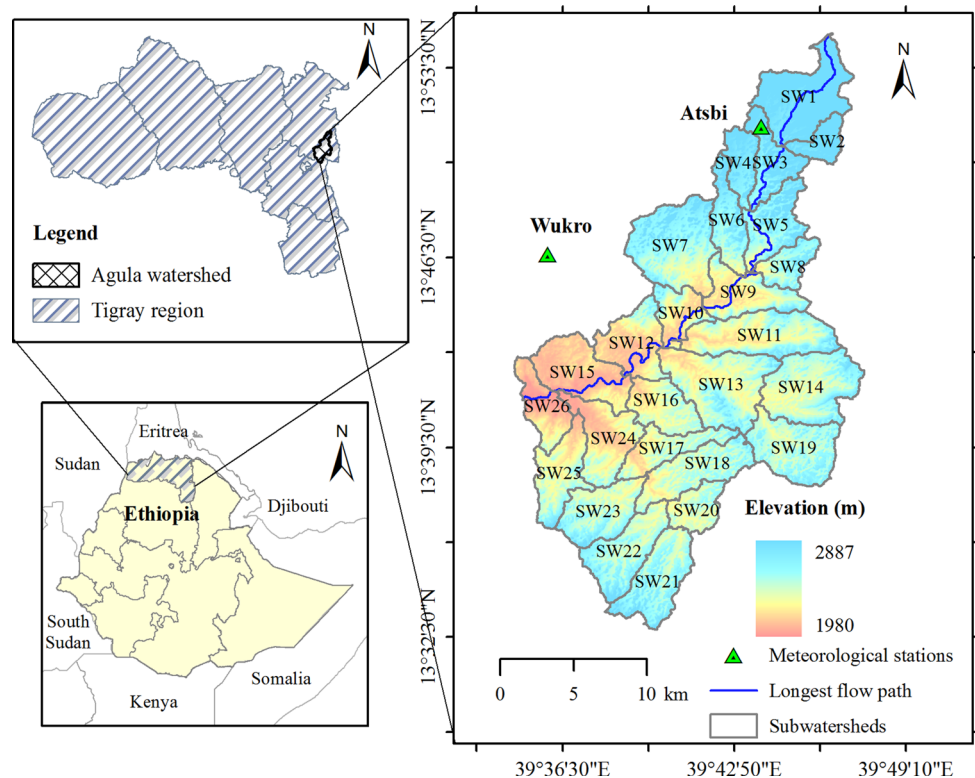 N
Legend
Agula watershed
Tigray region
N
Eritrea
Sudan
Djibouti
Ethiopia
South
Sudan
Somalia
Kenya
13°53'30"N
13°46'30"N
13°39'30"N
13°32'30"N
N
SW1
Atsbi
SW2
SW4
SW3
SW6
SW5
Wukro
SW7
SW8
SW9
SW10
SW11
SW12
SW15
SW13
SW14
SW16
SW26
SW24
SW17
SW19
SW18
SW25
SW23
SW20
SW22
SW21
Elevation (m)
2887
1980
Meteorological stations
Longest flow path
Subwatersheds
0 5 10 km
39°36'30"E 39°42'50"E 39°49'10"E